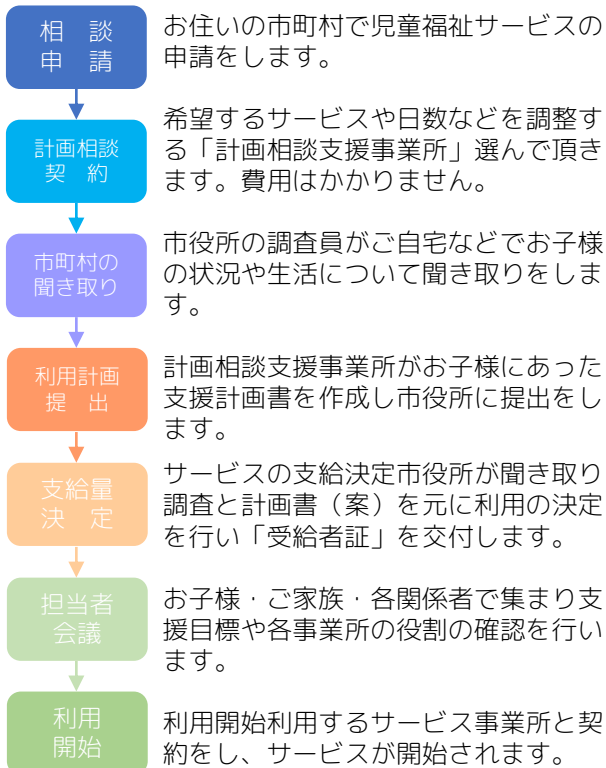 相　談
申　請
お住いの市町村で児童福祉サービスの
申請をします。
計画相談
契　約
希望するサービスや日数などを調整す
る「計画相談支援事業所」選んで頂き
ます。費用はかかりません。
市町村の
聞き取り
市役所の調査員がご自宅などでお子様
の状況や生活について聞き取りをしま
す。
利用計画
提　出
計画相談支援事業所がお子様にあった
支援計画書を作成し市役所に提出をし
ます。
支給量
決　定
サービスの支給決定市役所が聞き取り
調査と計画書（案）を元に利用の決定
を行い「受給者証」を交付します。
担当者
会議
お子様・ご家族・各関係者で集まり支
援目標や各事業所の役割の確認を行い
ます。
利用
開始
利用開始利用するサービス事業所と契
約をし、サービスが開始されます。